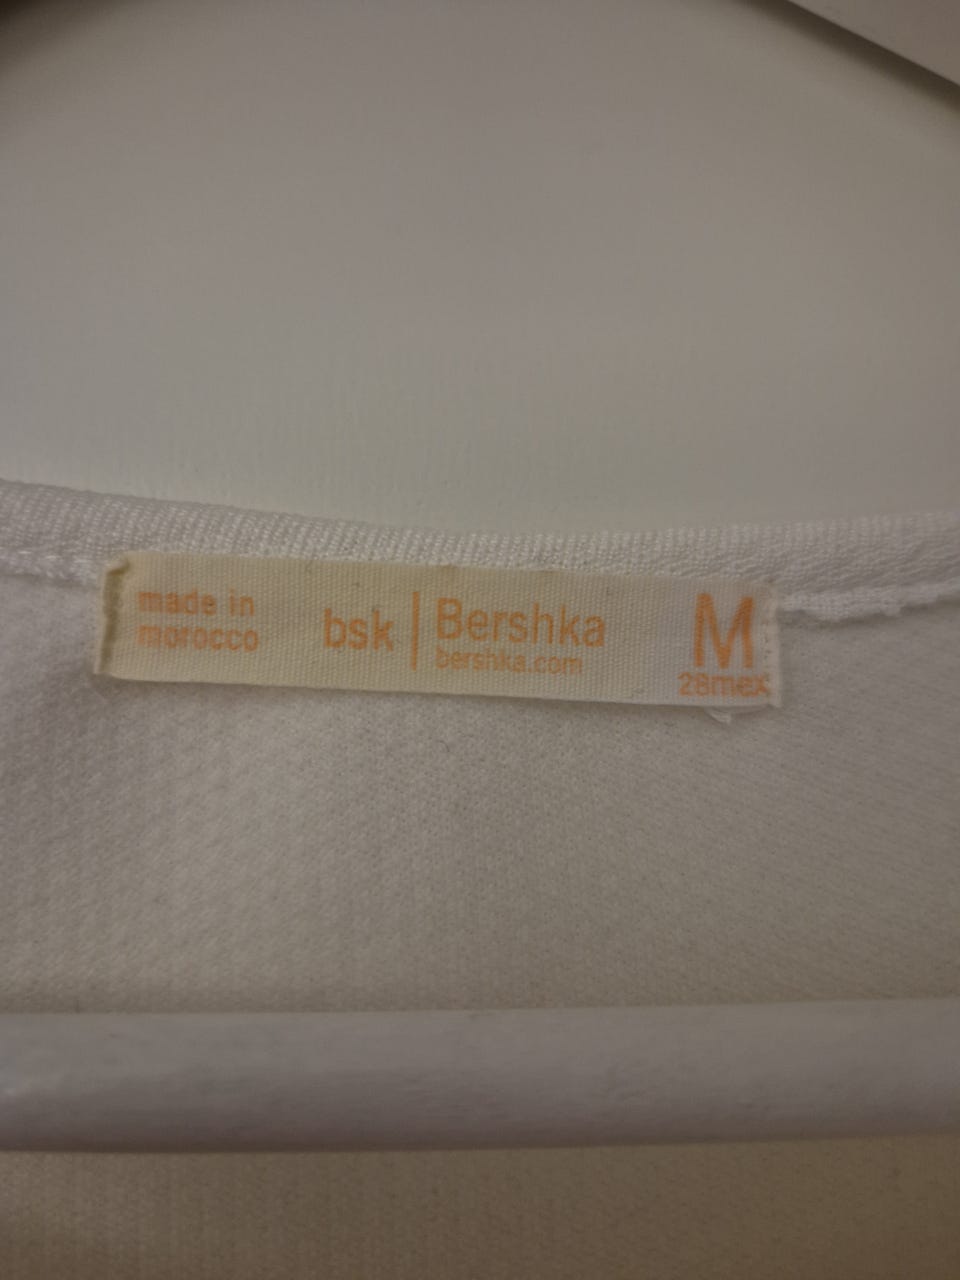 made in
morocco
bsk
Bershka
bershka.com
M
28mex